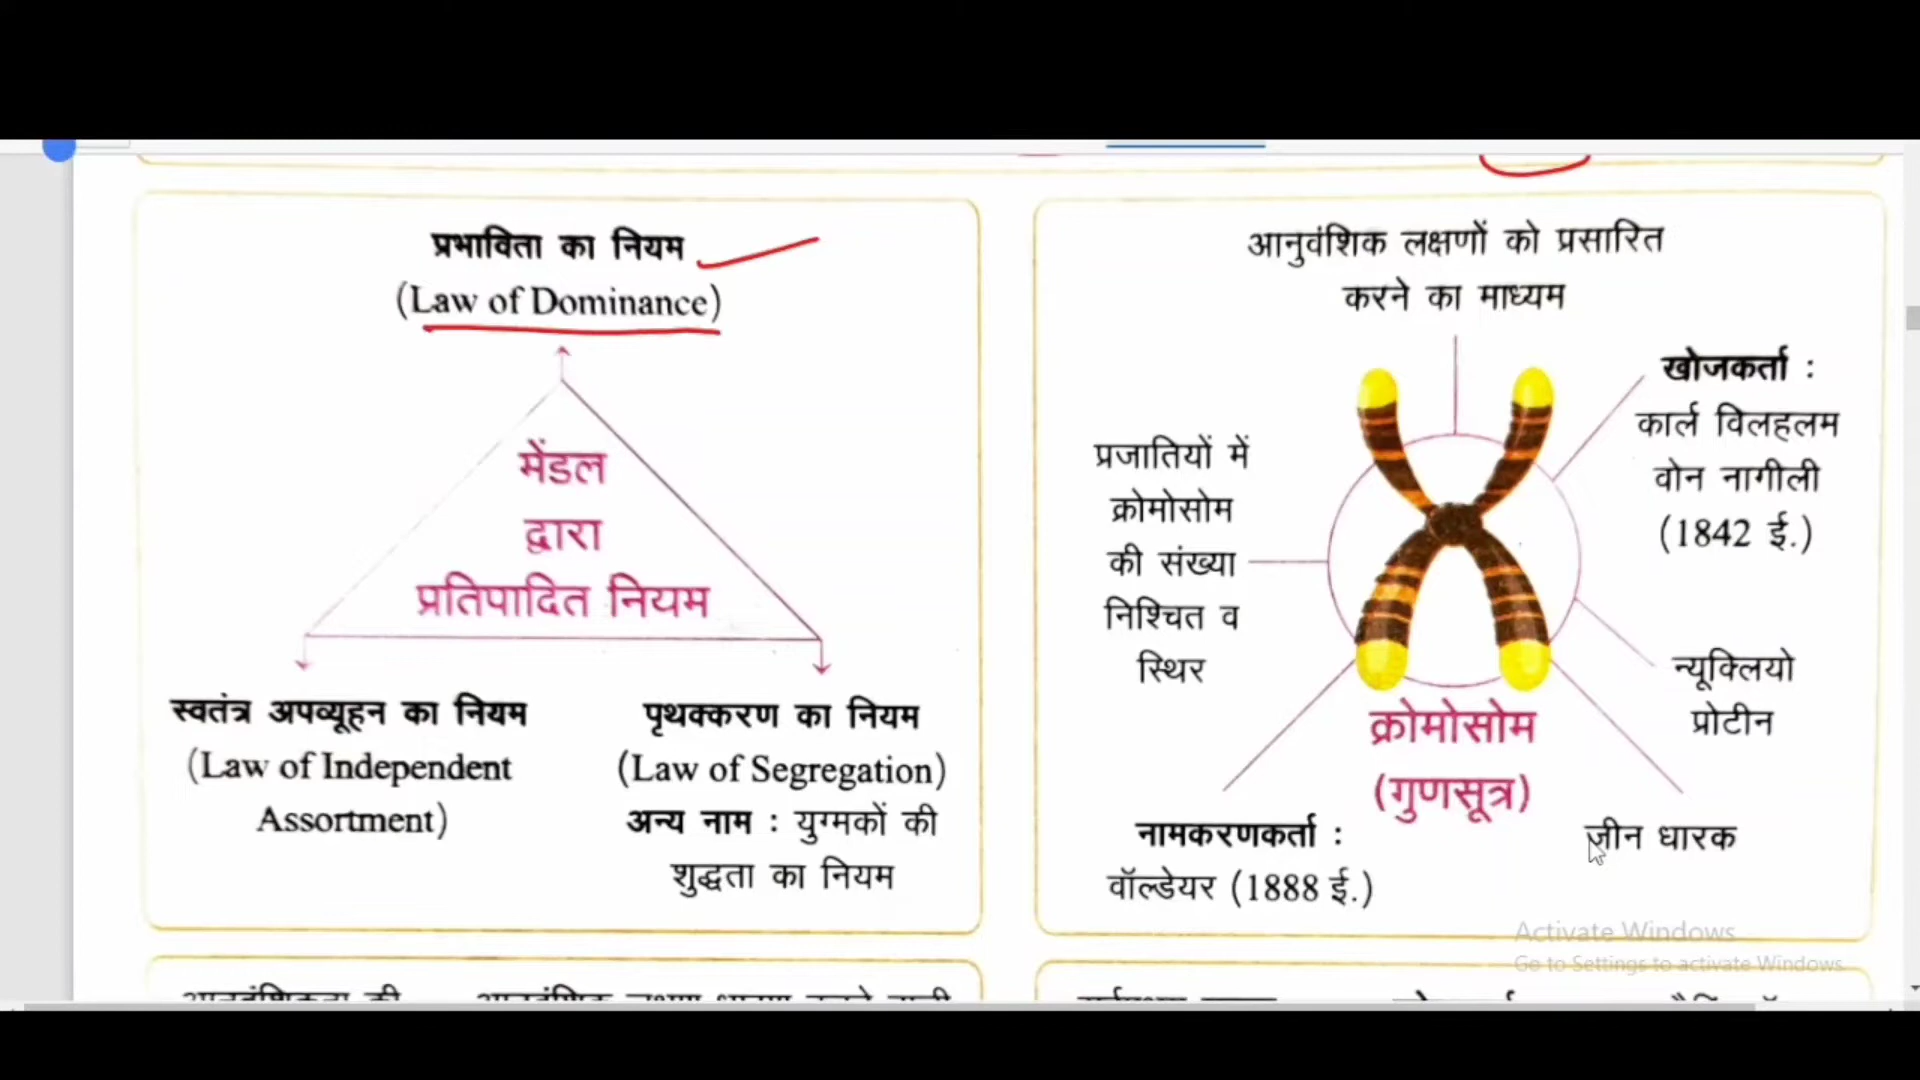 प्रभाविता का नियम
(Law of Dominance)
मेंडल
द्वारा
प्रतिपादित नियम
स्वतंत्र अपव्यूहन का नियम
(Law of Independent
Assortment)
पृथक्करण का नियम
(Law of Segregation)
अन्य नाम : युग्मकों की
शुद्धता का नियम
आनुवंशिक लक्षणों को प्रसारित
करने का माध्यम
खोजकर्ता :
कार्ल विलहलम
वोन नागीली
(1842 ई.)
प्रजातियों में
क्रोमोसोम
की संख्या
निश्चित व
स्थिर
न्यूक्लियो
प्रोटीन
क्रोमोसोम
(गुणसूत्र)
नामकरणकर्ता :
वॉल्डेयर (1888 ई.)
जीन धारक
Activate Windows
Go to Settings to activate Windows.